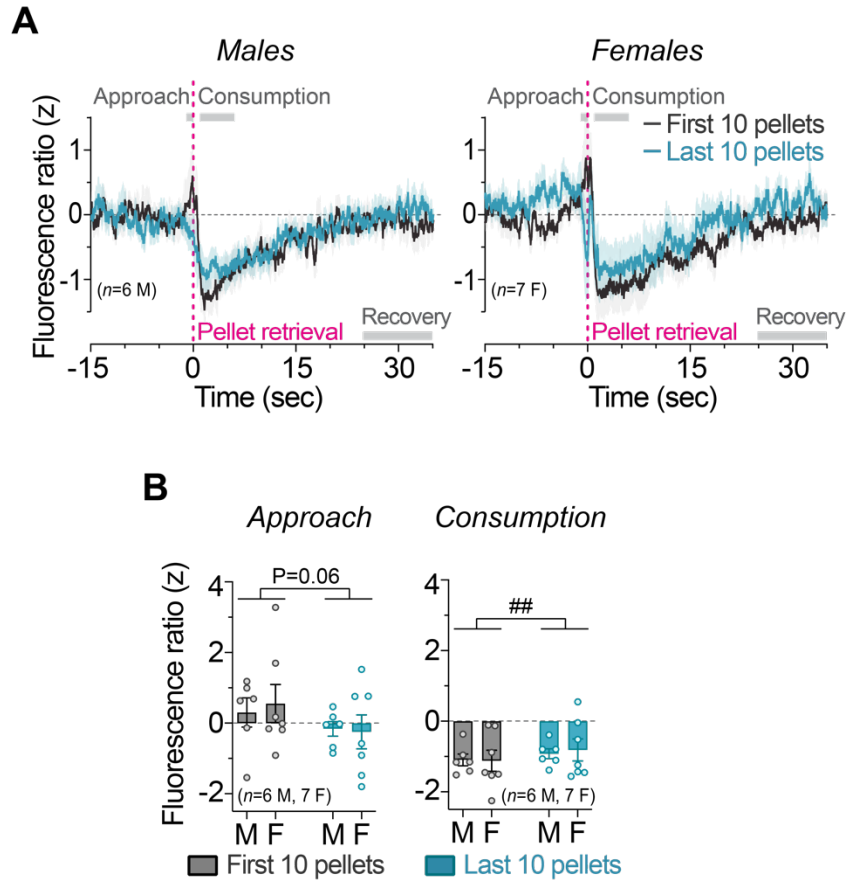 A
Males
Females
Approach
Consumption
Approach
Consumption
First 10 pellets
Last 10 pellets
Fluorescence ratio (z)
1
0
-1
1
0
-1
(n=6 M)
(n=7 F)
Recovery
Recovery
Pellet retrieval
Pellet retrieval
-15
0
15
30
-15
0
15
30
Time (sec)
Time (sec)
B
Approach
Consumption
Fluorescence ratio (z)
4
2
0
-2
4
2
0
-2
P=0.06
##
(n=6 M, 7 F)
(n=6 M, 7 F)
M F M F
M F M F
First 10 pellets
Last 10 pellets